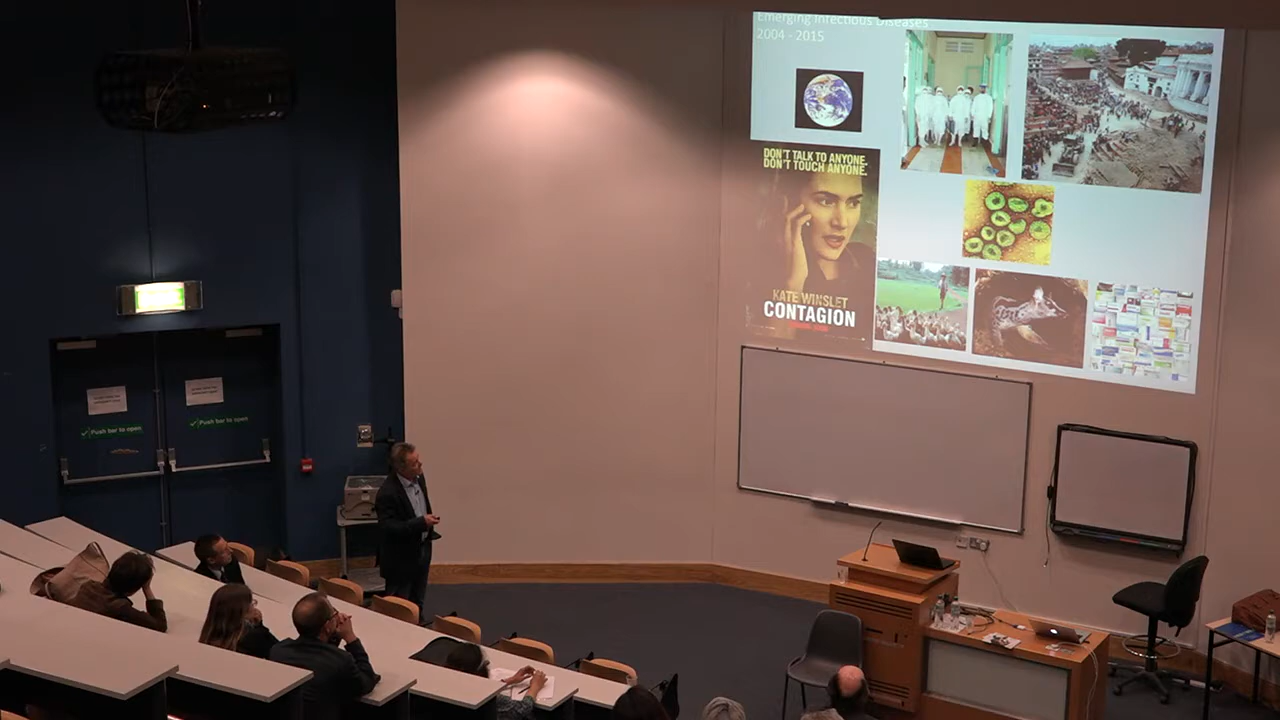 Emerging Infectious Diseases
2004 - 2015
DON'T TALK TO ANYONE.
DON'T TOUCH ANYONE.
KATE WINSLET
CONTAGION
Push bar to open
Push bar to open